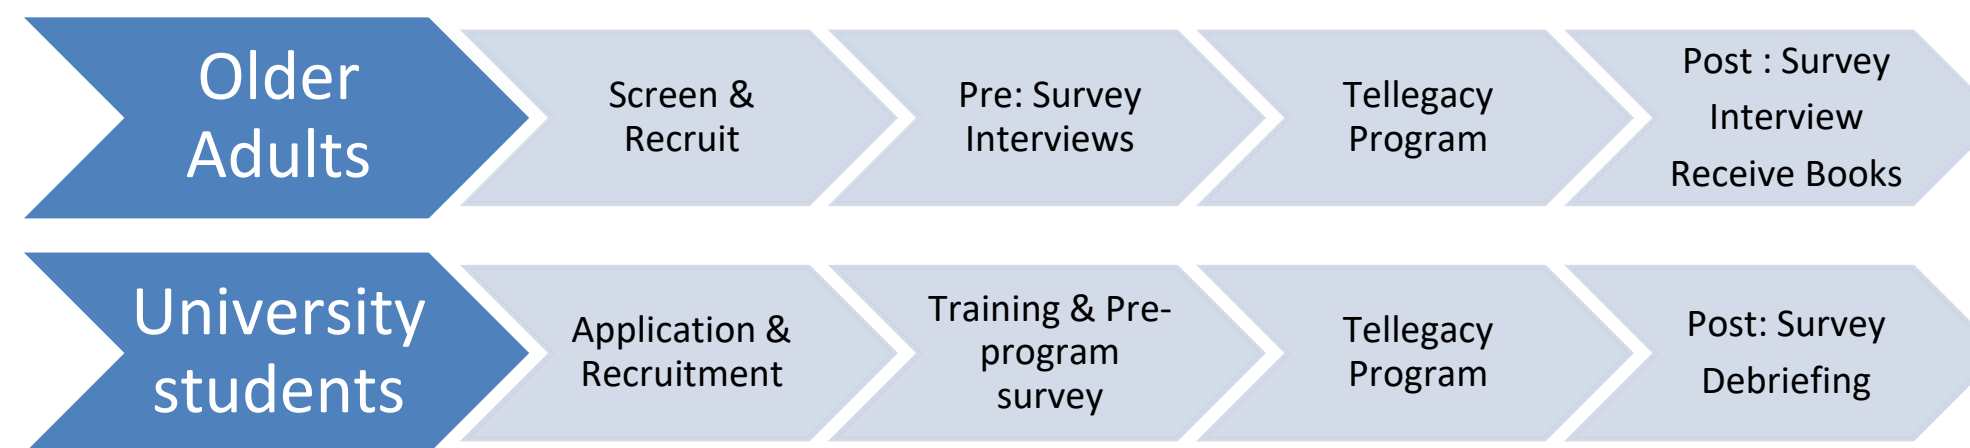 Older
Adults
Screen &
Recruit
Pre: Survey
Interviews
Tellegacy
Program
Post : Survey
Interview
Receive Books
University
students
Application &
Recruitment
Training & Pre-
program
survey
Tellegacy
Program
Post: Survey
Debriefing